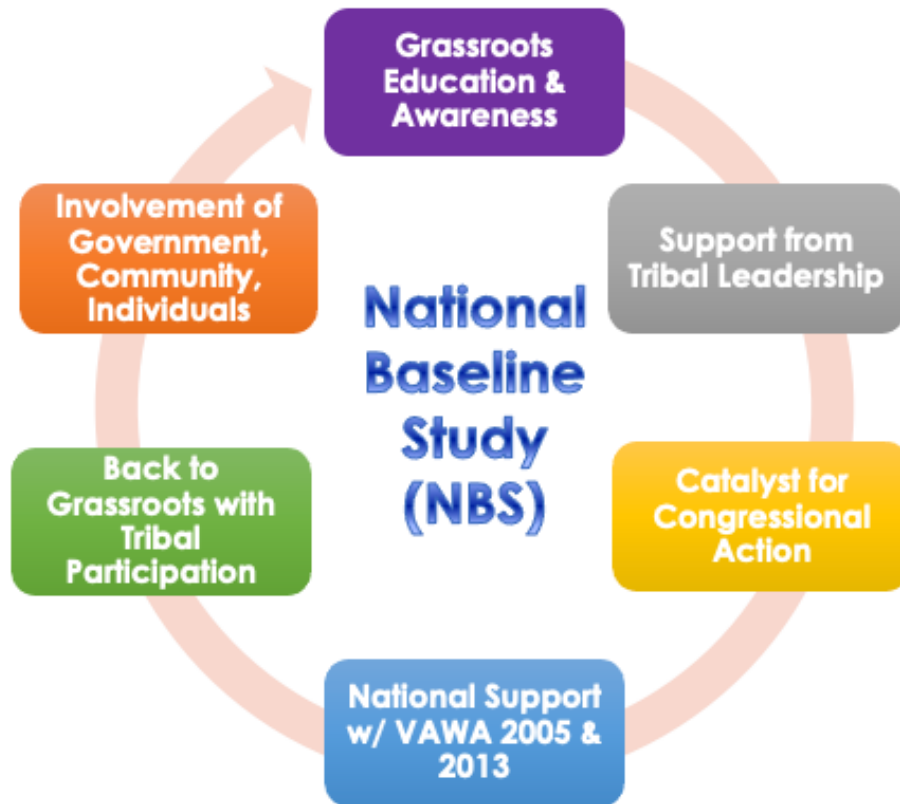 Grassroots
Education &
Awareness
Support from
Tribal Leadership
Catalyst for
Congressional
Action
National Support
w/ VAWA 2005 &
2013
Back to
Grassroots with
Tribal
Participation
Involvement of
Government,
Community,
Individuals
National
Baseline
Study
(NBS)